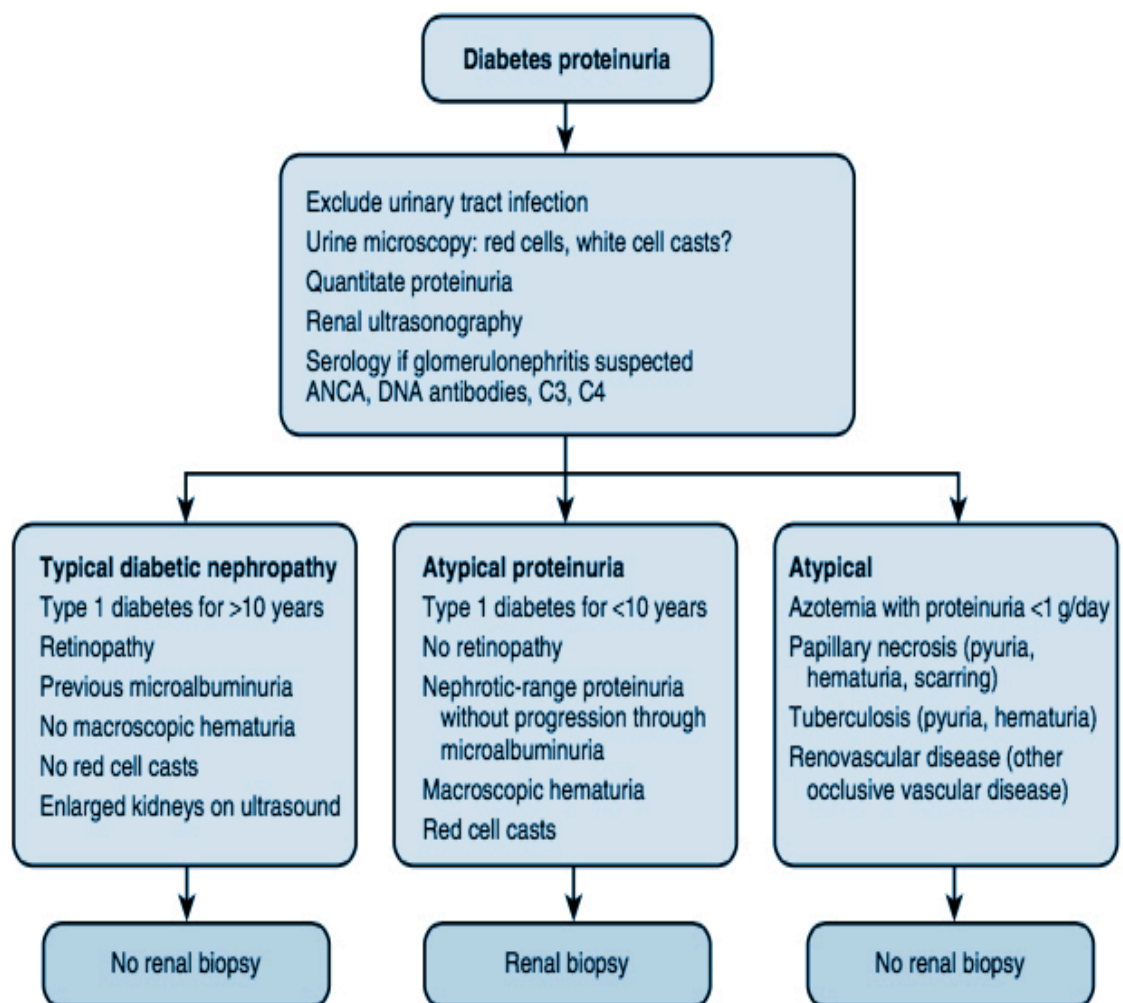 Diabetes proteinuria
Exclude urinary tract infection
Urine microscopy: red cells, white cell casts?
Quantitate proteinuria
Renal ultrasonography
Serology if glomerulonephritis suspected
ANCA, DNA antibodies, C3, C4
Typical diabetic nephropathy
Type 1 diabetes for >10 years
Retinopathy
Previous microalbuminuria
No macroscopic hematuria
No red cell casts
Enlarged kidneys on ultrasound
Atypical proteinuria
Type 1 diabetes for <10 years
No retinopathy
Nephrotic-range proteinuria
without progression through
microalbuminuria
Macroscopic hematuria
Red cell casts
Atypical
Azotemia with proteinuria <1 g/day
Papillary necrosis (pyuria,
hematuria, scarring)
Tuberculosis (pyuria, hematuria)
Renovascular disease (other
occlusive vascular disease)
No renal biopsy
Renal biopsy
No renal biopsy